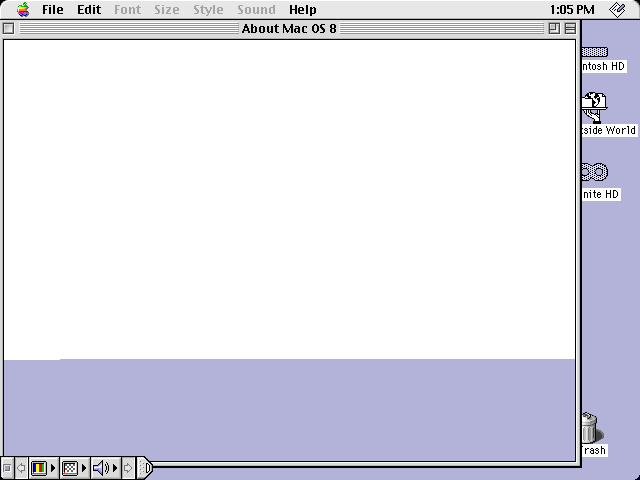 File Edit Font Size Style Sound Help 1:05 PM
About Mac OS 8
ntosh HD
side World
nite HD
Trash